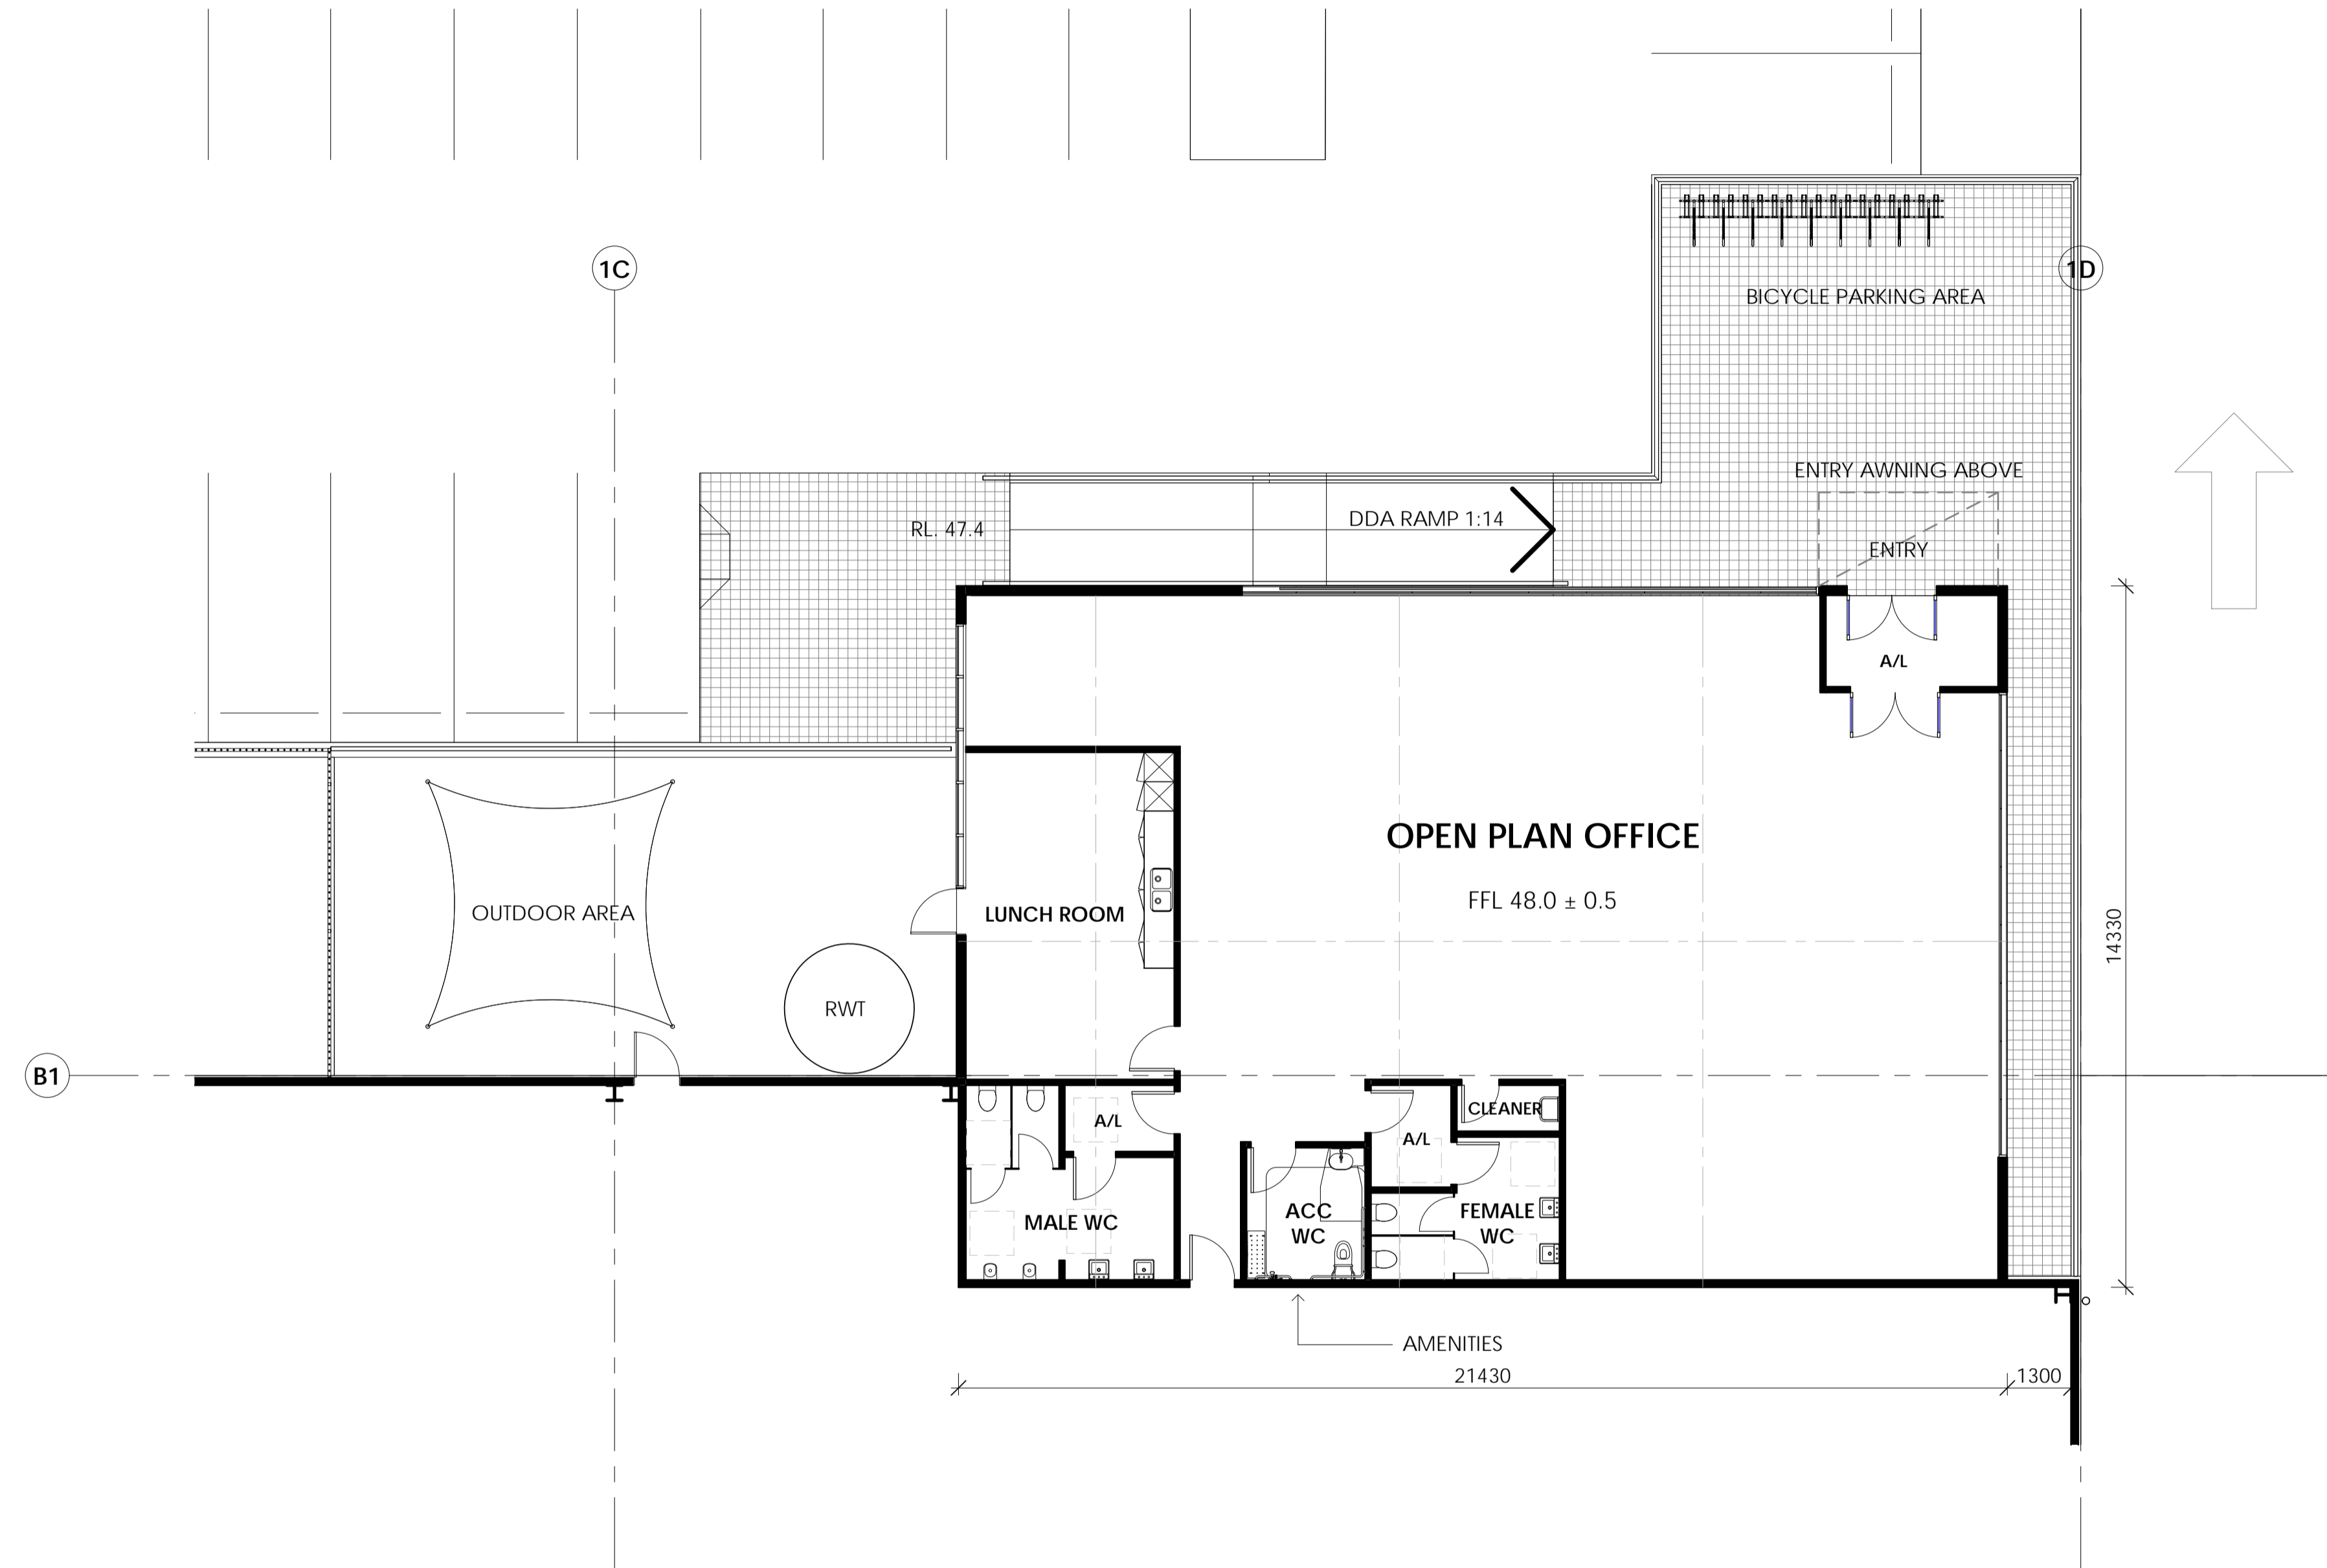 1C
1D
BICYCLE PARKING AREA
ENTRY AWNING ABOVE
RL. 47.4
DDA RAMP 1:14
ENTRY
A/L
OPEN PLAN OFFICE
FFL 48.0 ± 0.5
OUTDOOR AREA
LUNCH ROOM
14330
RWT
B1
A/L
CLEANER
A/L
MALE WC
ACC
WC
FEMALE
WC
AMENITIES
21430
1300